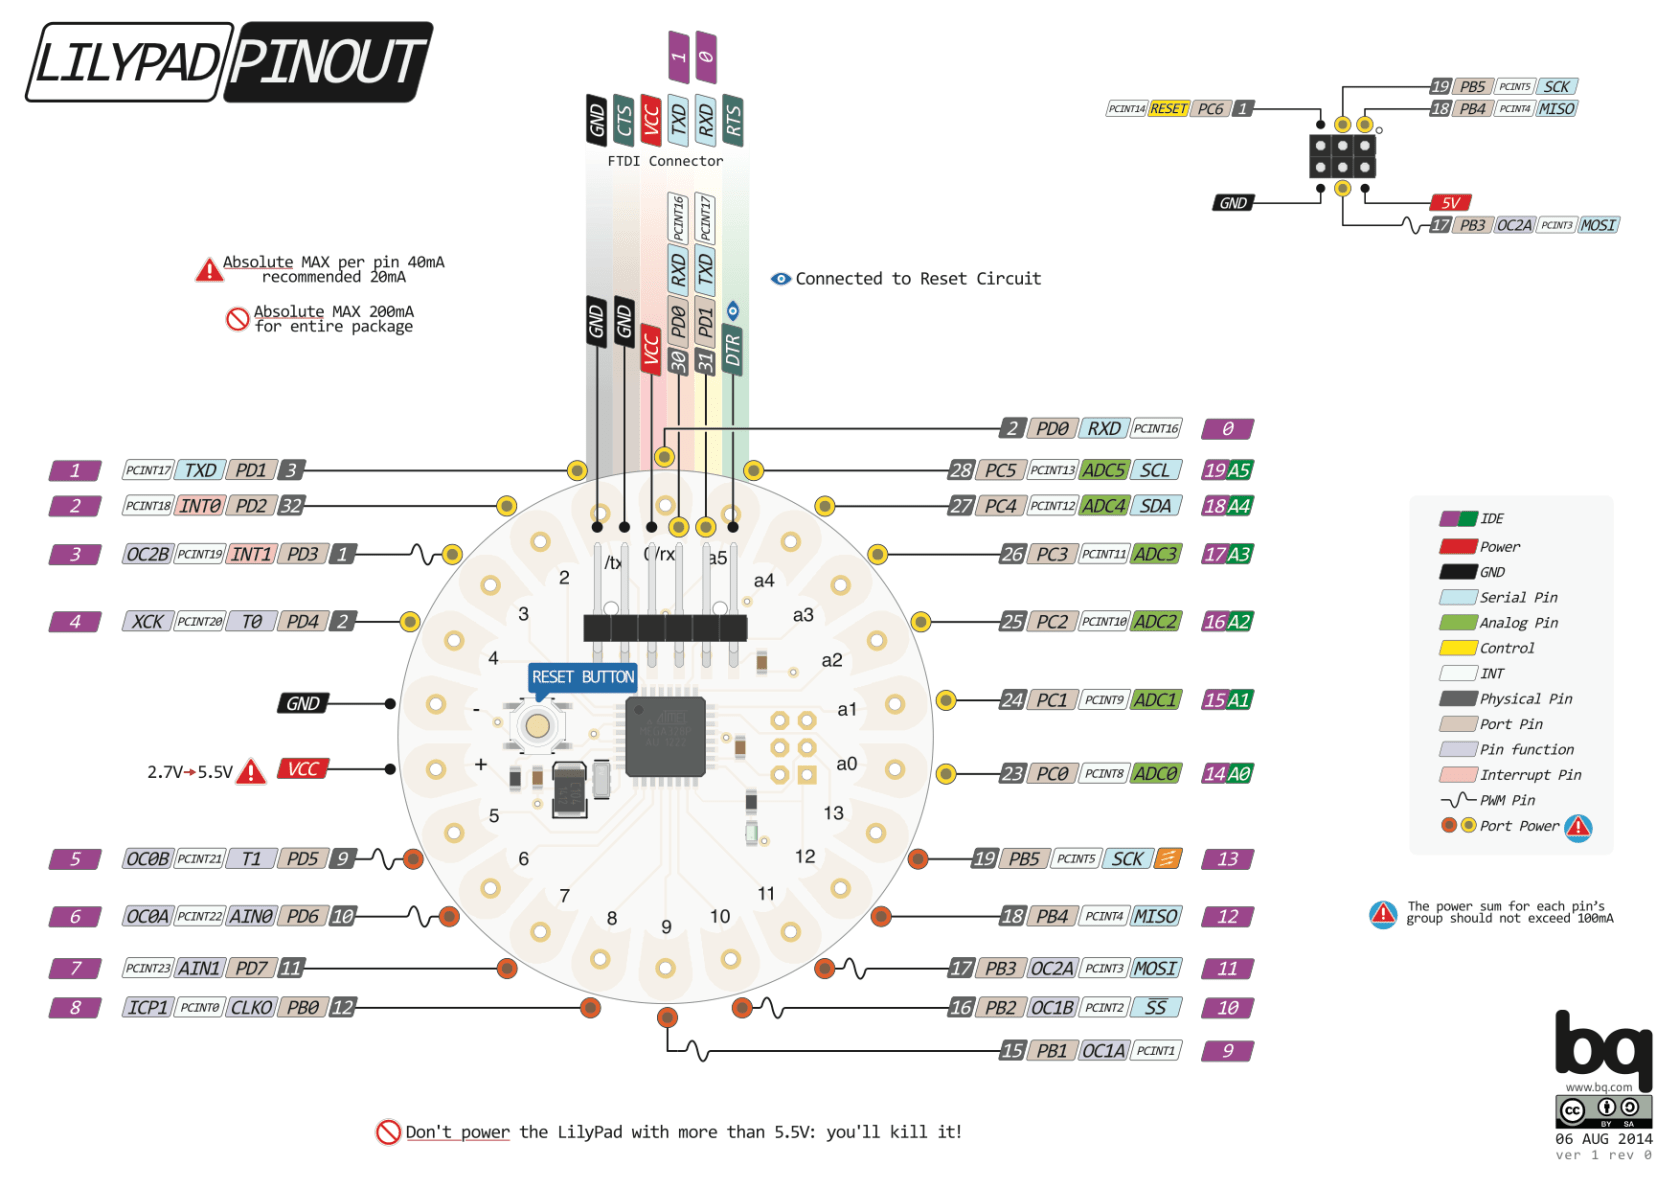 LILYPAD PINOUT
1 0
GND CTS VCC TXD RXD RTS
FTDI Connector
PCINT16 PCINT17
RXD TXD
GND GND VCC PD0 PD1 DTR
30 31
PCINT14 RESET PC6 1
19 PB5 PCINT5 SCK
18 PB4 PCINT4 MISO
GND
5V
17 PB3 OC2A PCINT3 MOSI
Absolute MAX per pin 40mA
recommended 20mA
Absolute MAX 200mA
for entire package
Connected to Reset Circuit
2 PD0 RXD PCINT16 0
1 PCINT17 TXD PD1 3
28 PC5 PCINT13 ADC5 SCL 19 A5
2 PCINT18 INT0 PD2 32
27 PC4 PCINT12 ADC4 SDA 18 A4
3 OC2B PCINT19 INT1 PD3 1
26 PC3 PCINT11 ADC3 17 A3
4 XCK PCINT20 T0 PD4 2
25 PC2 PCINT10 ADC2 16 A2
GND
24 PC1 PCINT9 ADC1 15 A1
2.7V→5.5V VCC
23 PC0 PCINT8 ADC0 14 A0
5 OC0B PCINT21 T1 PD5 9
19 PB5 PCINT5 SCK 13
6 OC0A PCINT22 AIN0 PD6 10
18 PB4 PCINT4 MISO 12
7 PCINT23 AIN1 PD7 11
17 PB3 OC2A PCINT3 MOSI 11
8 ICP1 PCINT0 CLKO PB0 12
16 PB2 OC1B PCINT2 SS 10
15 PB1 OC1A PCINT1 9
/tx 0/rx a5
2 a4
3 a3
4 a2
RESET BUTTON
- a1
+ a0
5 13
6 12
7 11
8 9 10
IDE
Power
GND
Serial Pin
Analog Pin
Control
INT
Physical Pin
Port Pin
Pin function
Interrupt Pin
PWM Pin
Port Power
The power sum for each pin's
group should not exceed 100mA
Don't power the LilyPad with more than 5.5V: you'll kill it!
bq
www.bq.com
cc BY SA
06 AUG 2014
ver 1 rev 0